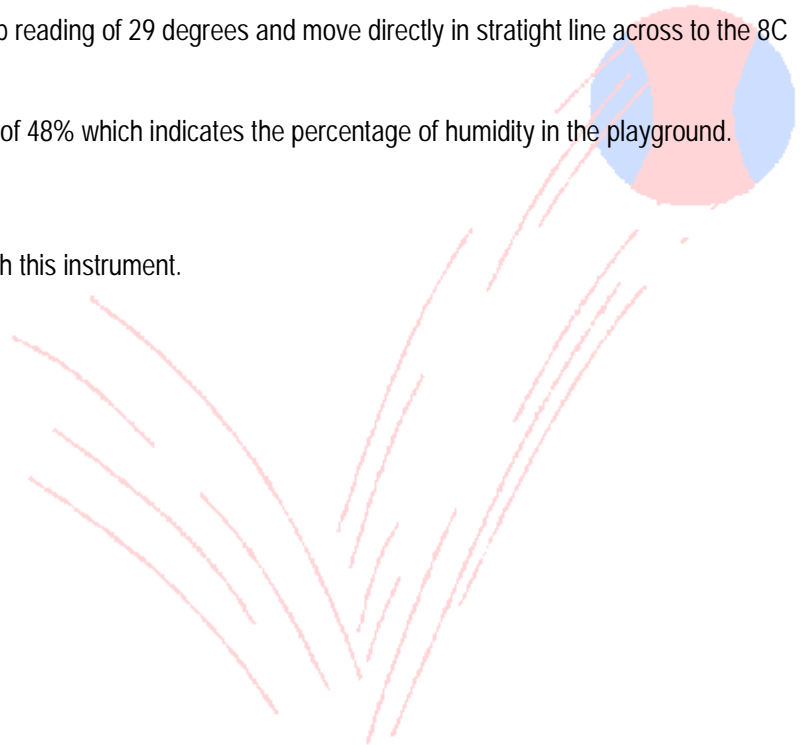 reading of 29 degrees and move directly in stratight line across to the 8C
of 48% which indicates the percentage of humidity in the playground.
this instrument.